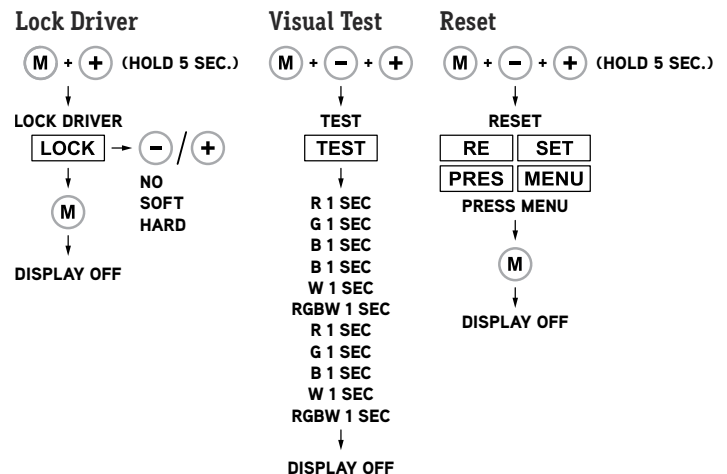 Lock Driver
M + + (HOLD 5 SEC.)
LOCK DRIVER
LOCK → − / +
NO
SOFT
HARD
M
DISPLAY OFF
Visual Test
M + − + +
TEST
TEST
R 1 SEC
G 1 SEC
B 1 SEC
B 1 SEC
W 1 SEC
RGBW 1 SEC
R 1 SEC
G 1 SEC
B 1 SEC
W 1 SEC
RGBW 1 SEC
DISPLAY OFF
Reset
M + − + + (HOLD 5 SEC.)
RESET
RE SET
PRES MENU
PRESS MENU
M
DISPLAY OFF